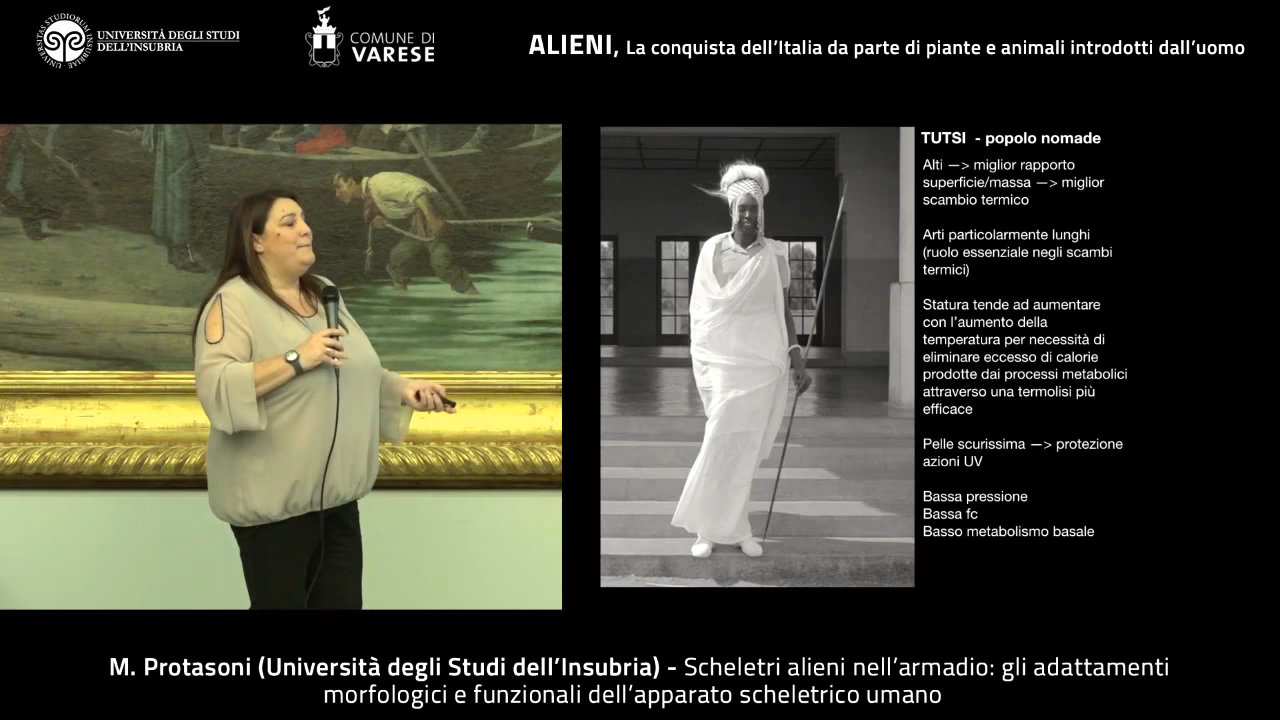 UNIVERSITÀ DEGLI STUDI
DELL'INSUBRIA
COMUNE DI
VARESE
ALIENI, La conquista dell'Italia da parte di piante e animali introdotti dall'uomo
TUTSI - popolo nomade
Alti —> miglior rapporto
superficie/massa —> miglior
scambio termico
Arti particolarmente lunghi
(ruolo essenziale negli scambi
termici)
Statura tende ad aumentare
con l'aumento della
temperatura per necessità di
eliminare eccesso di calorie
prodotte dai processi metabolici
attraverso una termolisi più
efficace
Pelle scurissima —> protezione
azioni UV
Bassa pressione
Bassa fc
Basso metabolismo basale
M. Protasoni (Università degli Studi dell'Insubria) - Scheletri alieni nell'armadio: gli adattamenti
morfologici e funzionali dell'apparato scheletrico umano